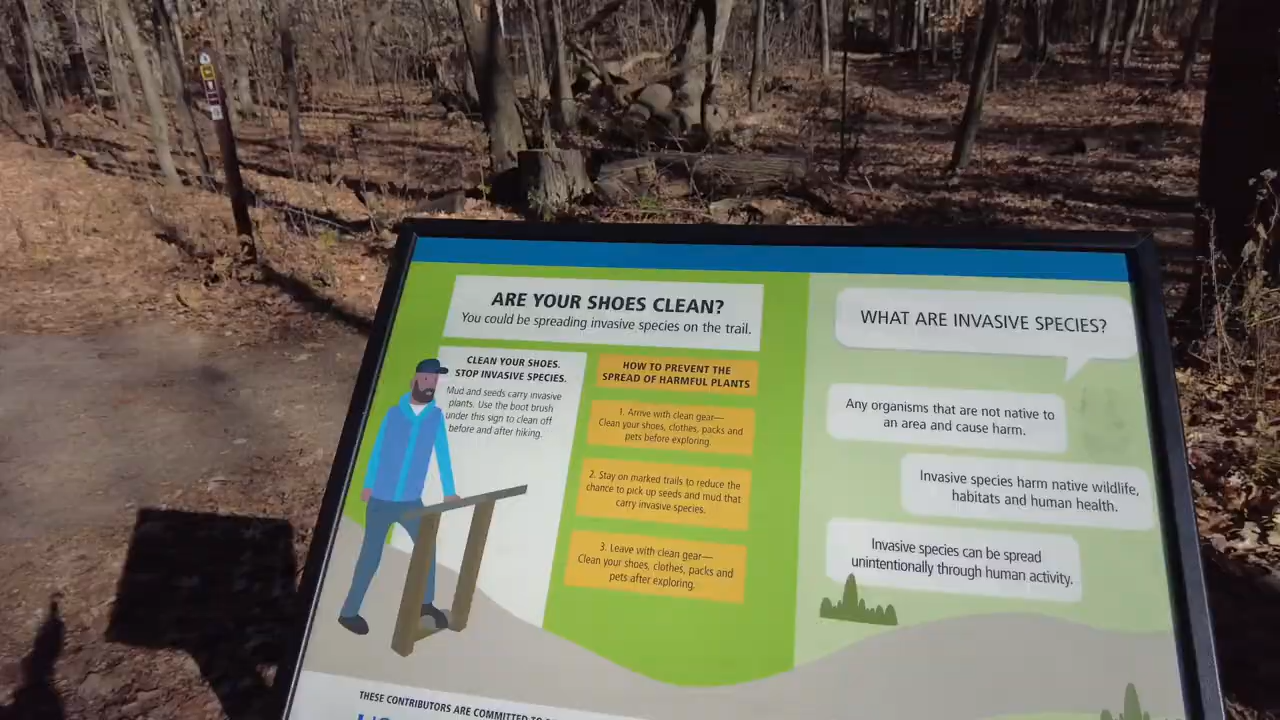 ARE YOUR SHOES CLEAN?
You could be spreading invasive species on the trail.
CLEAN YOUR SHOES.
STOP INVASIVE SPECIES.
Mud and seeds carry invasive
plants. Use the boot brush
under this sign to clean off
before and after hiking.
HOW TO PREVENT THE
SPREAD OF HARMFUL PLANTS
1. Arrive with clean gear—
Clean your shoes, clothes, packs and
pets before exploring.
2. Stay on marked trails to reduce the
chance to pick up seeds and mud that
carry invasive species.
3. Leave with clean gear—
Clean your shoes, clothes, packs and
pets after exploring.
WHAT ARE INVASIVE SPECIES?
Any organisms that are not native to
an area and cause harm.
Invasive species harm native wildlife,
habitats and human health.
Invasive species can be spread
unintentionally through human activity.
THESE CONTRIBUTORS ARE COMMITTED TO